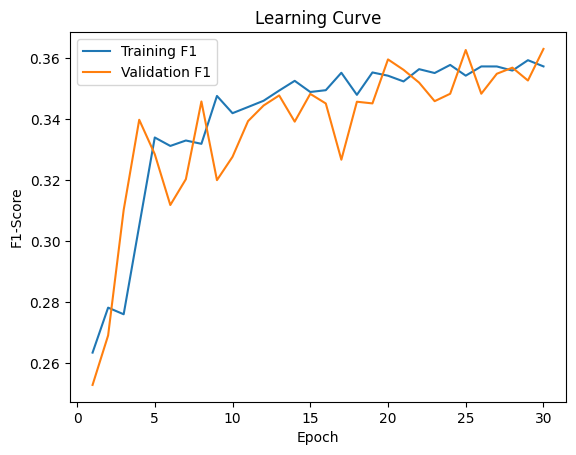 Learning Curve
Training F1
Validation F1
0.36
0.34
0.32
0.30
0.28
0.26
F1-Score
0 5 10 15 20 25 30
Epoch